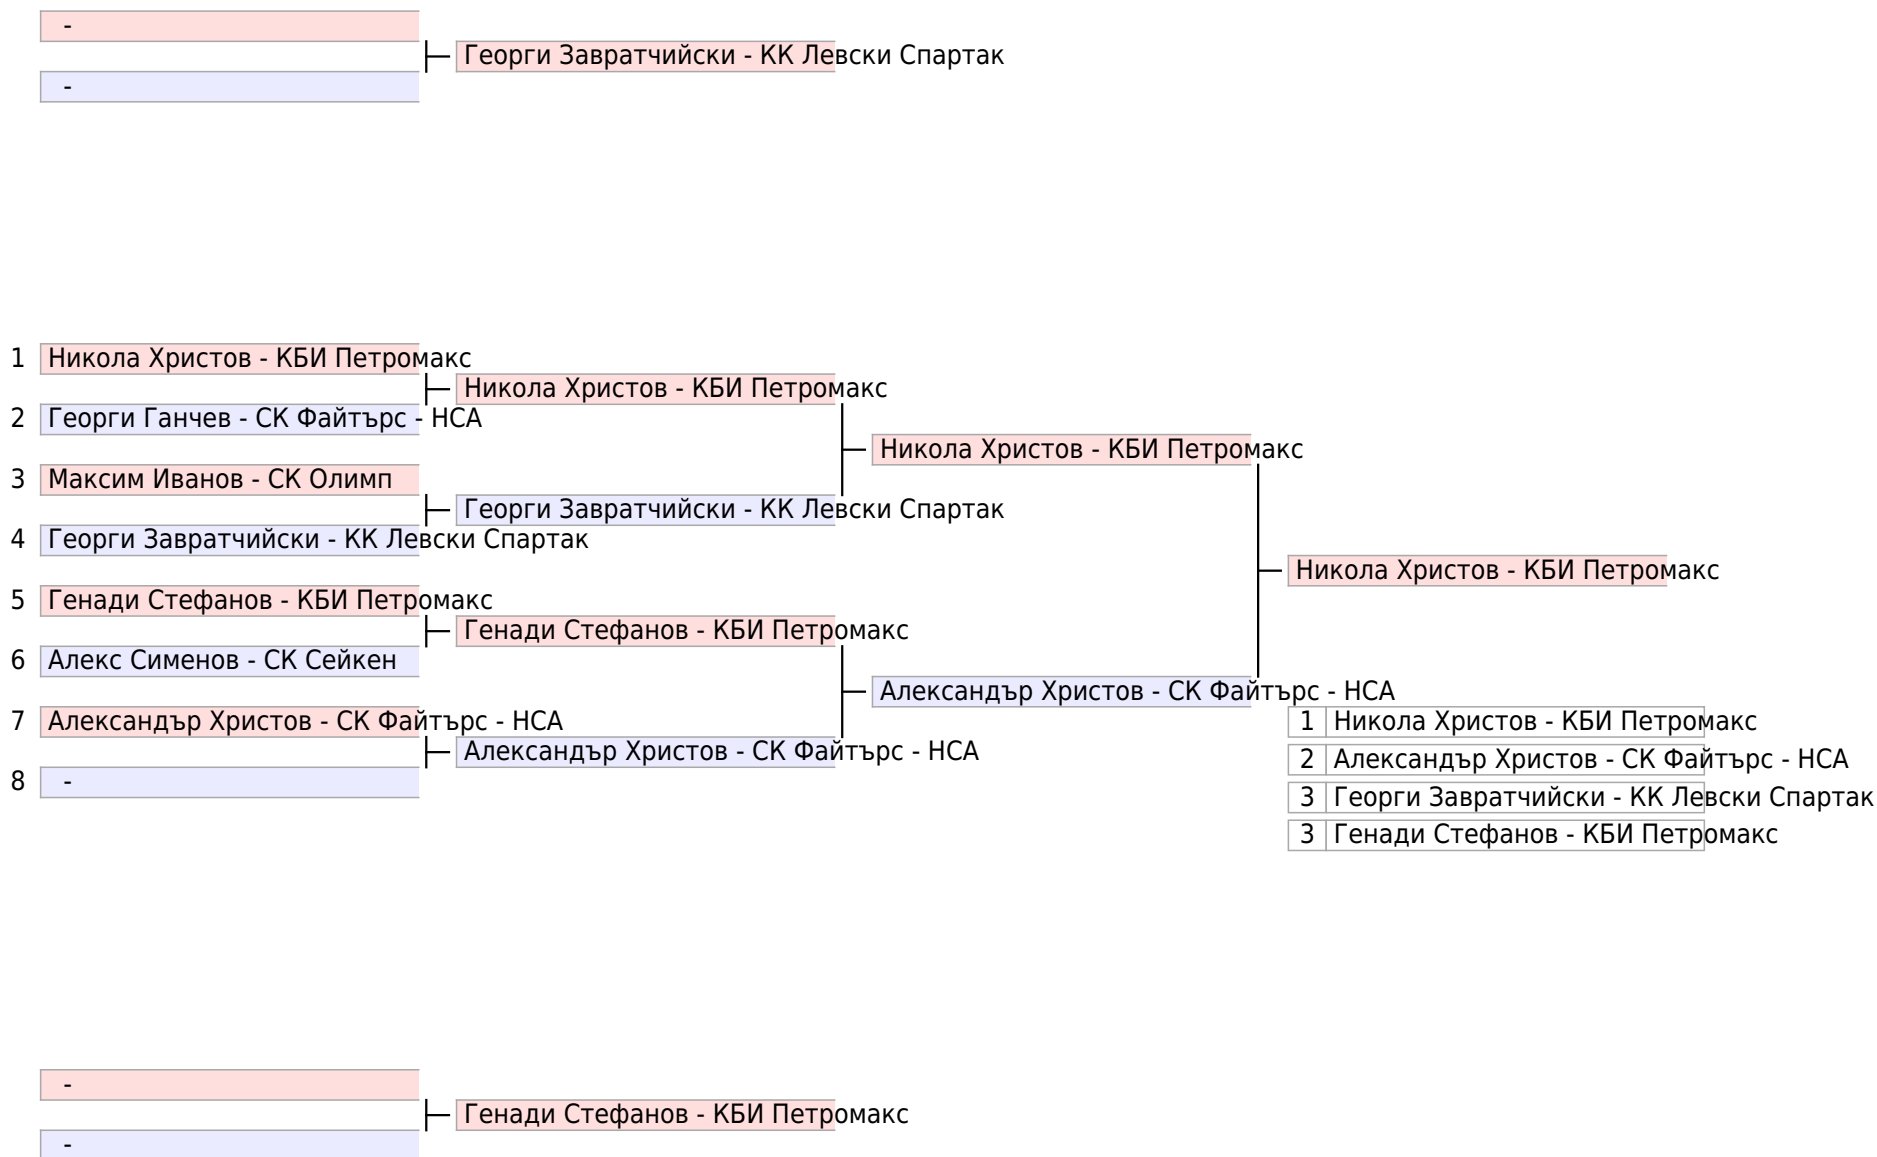 -
Георги Завратчийски - КК Левски Спартак
-
1 Никола Христов - КБИ Петромакс
Никола Христов - КБИ Петромакс
2 Георги Ганчев - СК Файтърс - НСА
Никола Христов - КБИ Петромакс
3 Максим Иванов - СК Олимп
Георги Завратчийски - КК Левски Спартак
4 Георги Завратчийски - КК Левски Спартак
Никола Христов - КБИ Петромакс
5 Генади Стефанов - КБИ Петромакс
Генади Стефанов - КБИ Петромакс
6 Алекс Сименов - СК Сейкен
Александър Христов - СК Файтърс - НСА
7 Александър Христов - СК Файтърс - НСА
Александър Христов - СК Файтърс - НСА
8 -
1 Никола Христов - КБИ Петромакс
2 Александър Христов - СК Файтърс - НСА
3 Георги Завратчийски - КК Левски Спартак
3 Генади Стефанов - КБИ Петромакс
-
Генади Стефанов - КБИ Петромакс
-